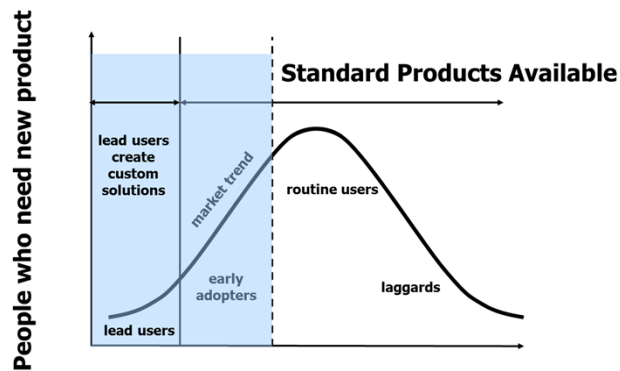 People who need new product
Standard Products Available
lead users
create
custom
solutions
market trend
routine users
early
adopters
laggards
lead users